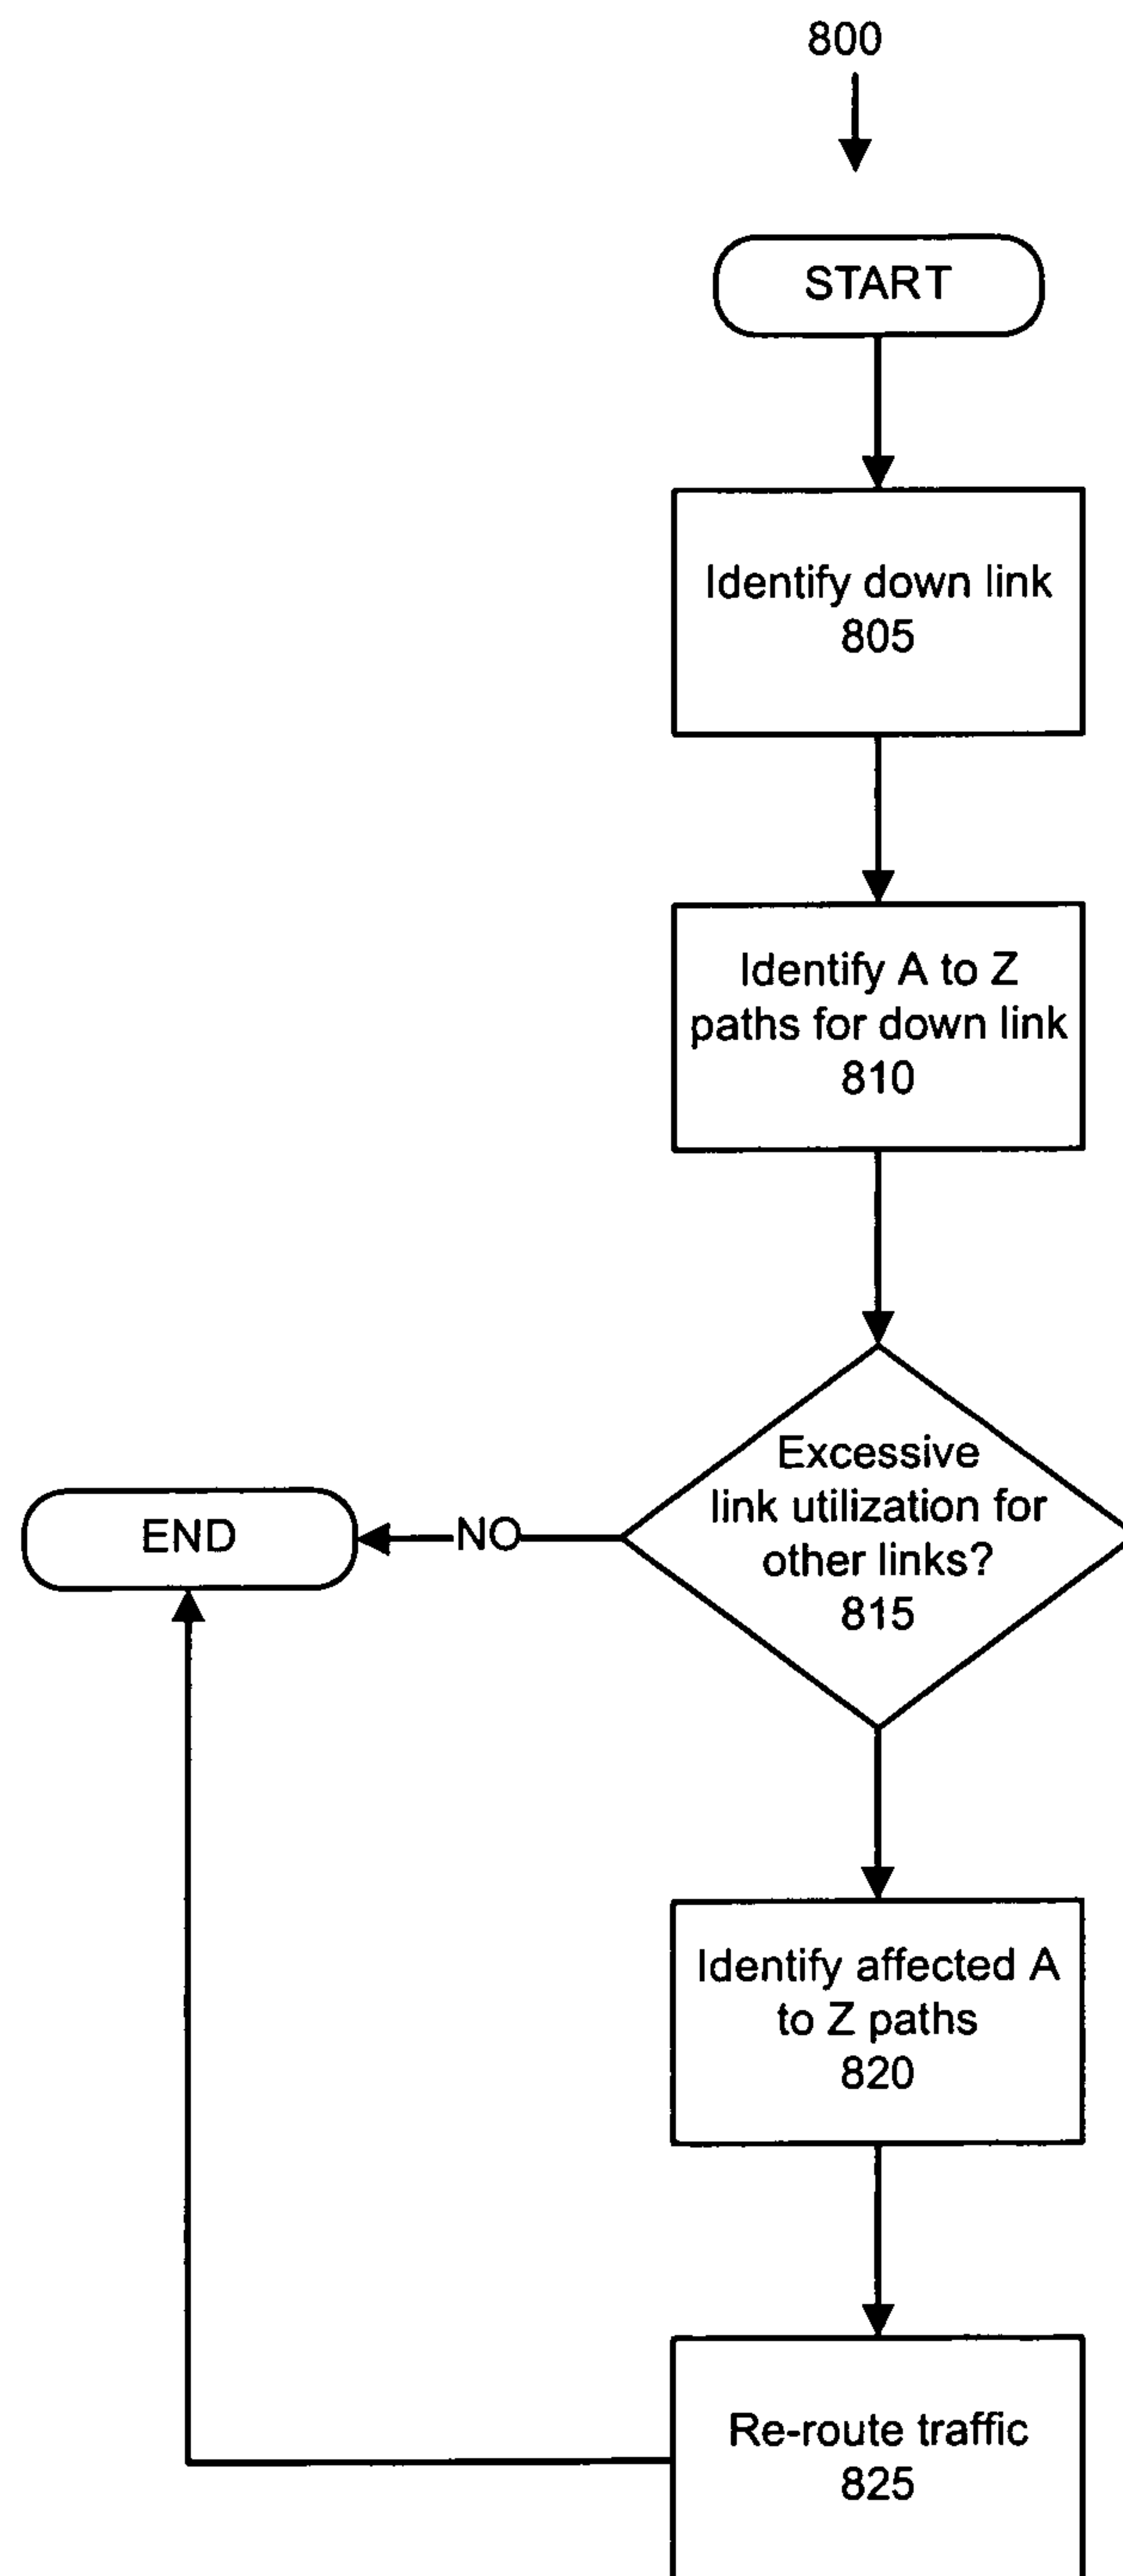 800
START
Identify down link
805
Identify A to Z
paths for down link
810
Excessive
link utilization for
other links?
815
NO
END
Identify affected A
to Z paths
820
Re-route traffic
825